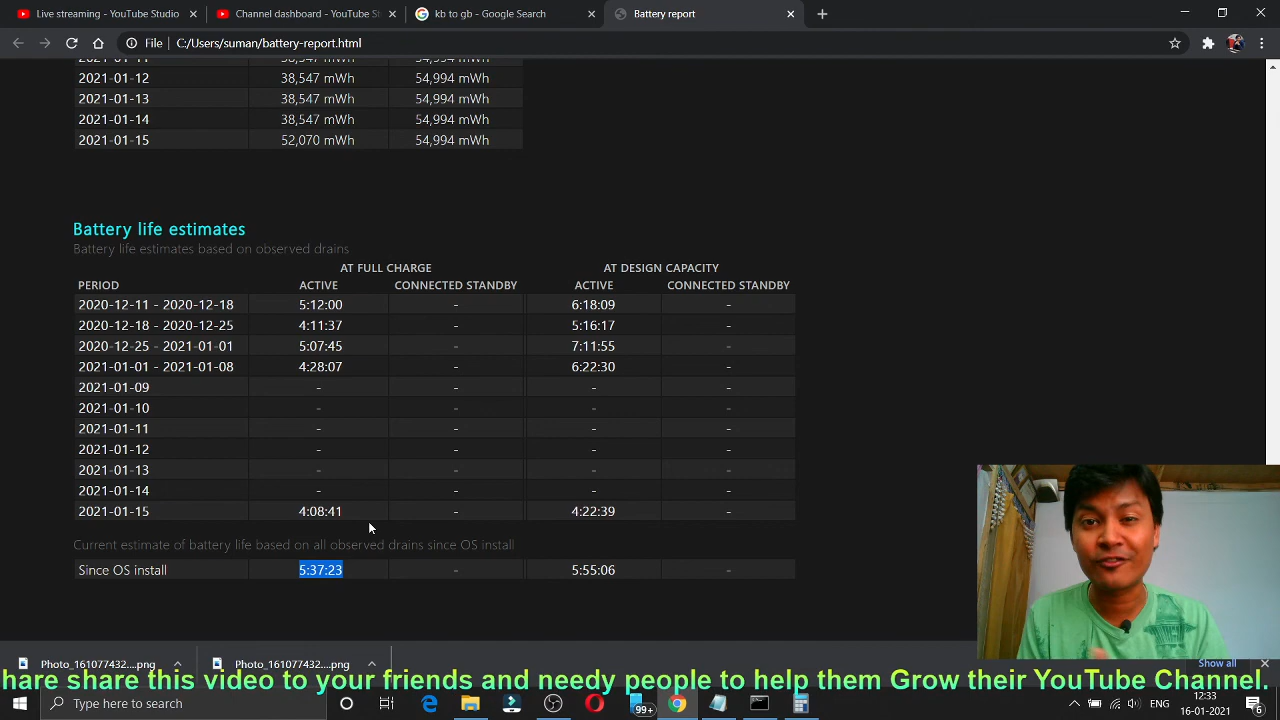 Live streaming - YouTube Studio
Channel dashboard - YouTube St
kb to gb - Google Search
Battery report
File C:/Users/suman/battery-report.html
2021-01-11 38,547 mWh 54,994 mWh
2021-01-12 38,547 mWh 54,994 mWh
2021-01-13 38,547 mWh 54,994 mWh
2021-01-14 38,547 mWh 54,994 mWh
2021-01-15 52,070 mWh 54,994 mWh
Battery life estimates
Battery life estimates based on observed drains
AT FULL CHARGE AT DESIGN CAPACITY
PERIOD ACTIVE CONNECTED STANDBY ACTIVE CONNECTED STANDBY
2020-12-11 - 2020-12-18 5:12:00 - 6:18:09 -
2020-12-18 - 2020-12-25 4:11:37 - 5:16:17 -
2020-12-25 - 2021-01-01 5:07:45 - 7:11:55 -
2021-01-01 - 2021-01-08 4:28:07 - 6:22:30 -
2021-01-09 - - - -
2021-01-10 - - - -
2021-01-11 - - - -
2021-01-12 - - - -
2021-01-13 - - - -
2021-01-14 - - - -
2021-01-15 4:08:41 - 4:22:39 -
Current estimate of battery life based on all observed drains since OS install
Since OS install 5:37:23 - 5:55:06 -
Photo_161077432....png
Photo_161077432....png
Show all
hare share this video to your friends and needy people to help them Grow their YouTube Channel.
Type here to search
99+
12:33
16-01-2021
6